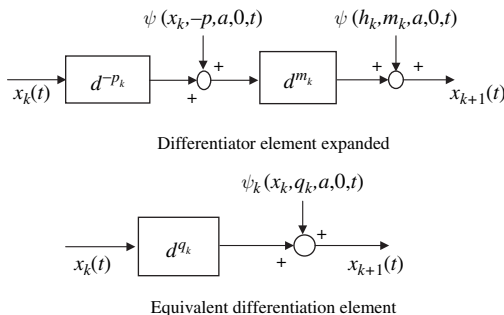 ψ (x_k,–p,a,0,t) ψ (h_k,m_k,a,0,t)
+ +
d^{–p_k} d^{m_k}
x_k(t) + + x_{k+1}(t)
Differentiator element expanded
ψ_k (x_k,q_k,a,0,t)
+
d^{q_k}
x_k(t) + x_{k+1}(t)
Equivalent differentiation element